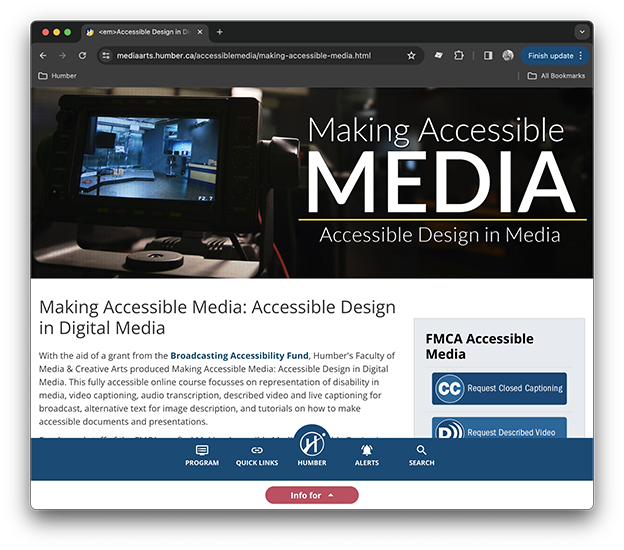 <em>Accessible Design in Di
mediaarts.humber.ca/accessiblemedia/making-accessible-media.html
Finish update
Humber
All Bookmarks
F2.7
Making Accessible
MEDIA
Accessible Design in Media
Making Accessible Media: Accessible Design
in Digital Media
With the aid of a grant from the Broadcasting Accessibility Fund, Humber's Faculty of
Media & Creative Arts produced Making Accessible Media: Accessible Design in Digital
Media. This fully accessible online course focusses on representation of disability in
media, video captioning, audio transcription, described video and live captioning for
broadcast, alternative text for image description, and tutorials on how to make
accessible documents and presentations.
FMCA Accessible
Media
CC Request Closed Captioning
D Request Described Video
PROGRAM
QUICK LINKS
H
HUMBER
ALERTS
SEARCH
Info for